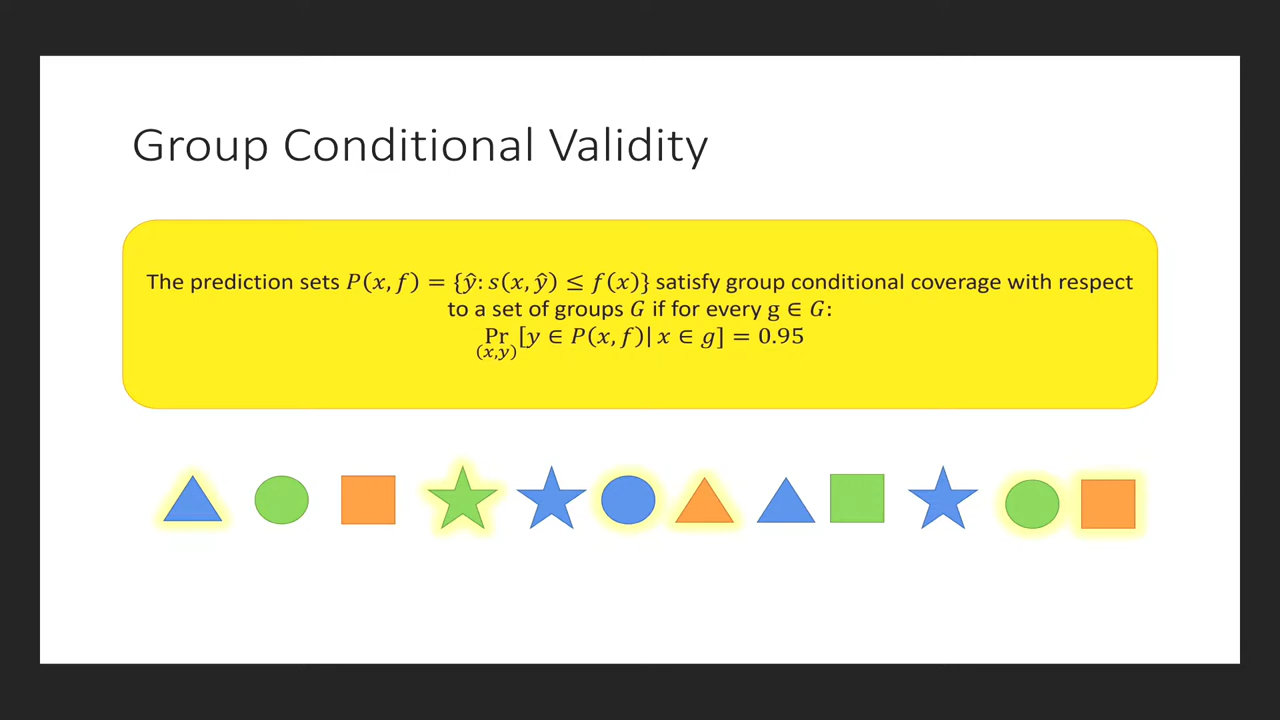 Group Conditional Validity
The prediction sets 𝑃(𝑥, 𝑓) = {ŷ: 𝑠(𝑥, ŷ) ≤ 𝑓(𝑥)} satisfy group conditional coverage with respect
to a set of groups 𝐺 if for every g ∈ 𝐺:
Pr [𝑦 ∈ 𝑃(𝑥, 𝑓)| 𝑥 ∈ 𝑔] = 0.95
(𝑥,𝑦)